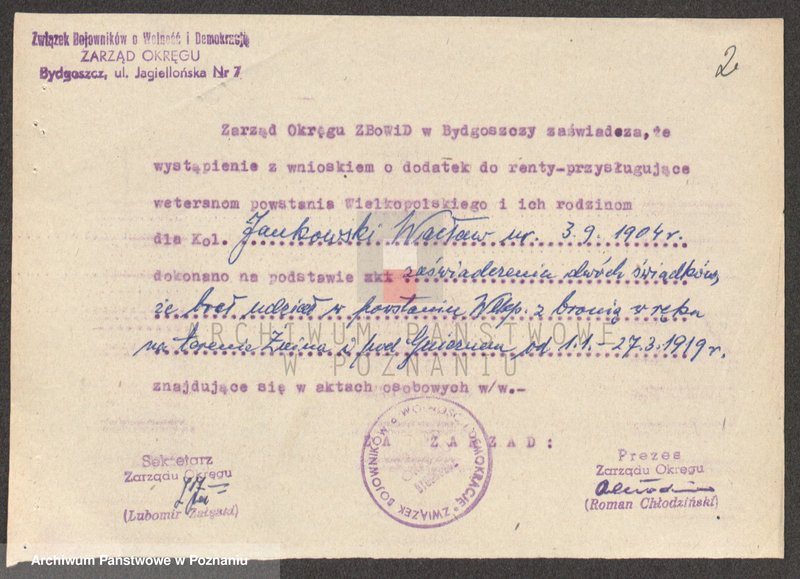 Związek Bojowników o Wolność i Demokrację
ZARZĄD OKRĘGU
Bydgoszcz, ul. Jagiellońska Nr 7
2
Zarząd Okręgu ZBoWiD w Bydgoszczy zaświadcza, że
wystąpienie z wnioskiem o dodatek do renty-przysługujące
weteranom powstania Wielkopolskiego i ich rodzinom
dla Kol. Jankowski Wacław ur. 3.9.1904r.
dokonano na podstawie zaświadczenia dwóch świadków,
że brał udział w powstaniu Wlkp. z bronią w ręku
na terenie Żnina i pod Gnieznem od 1.1.-27.3.1919r.
znajdujące się w aktach osobowych w/w.-
ZA ZARZĄD:
Sekretarz
Zarządu Okręgu
(Lubomir Załęski)
ZWIĄZEK BOJOWNIKÓW O WOLNOŚĆ I DEMOKRACJĘ
Prezes
Zarządu Okręgu
(Roman Chłodziński)
ARCHIWUM PAŃSTWOWE
W POZNANIU
Archiwum Państwowe w Poznaniu